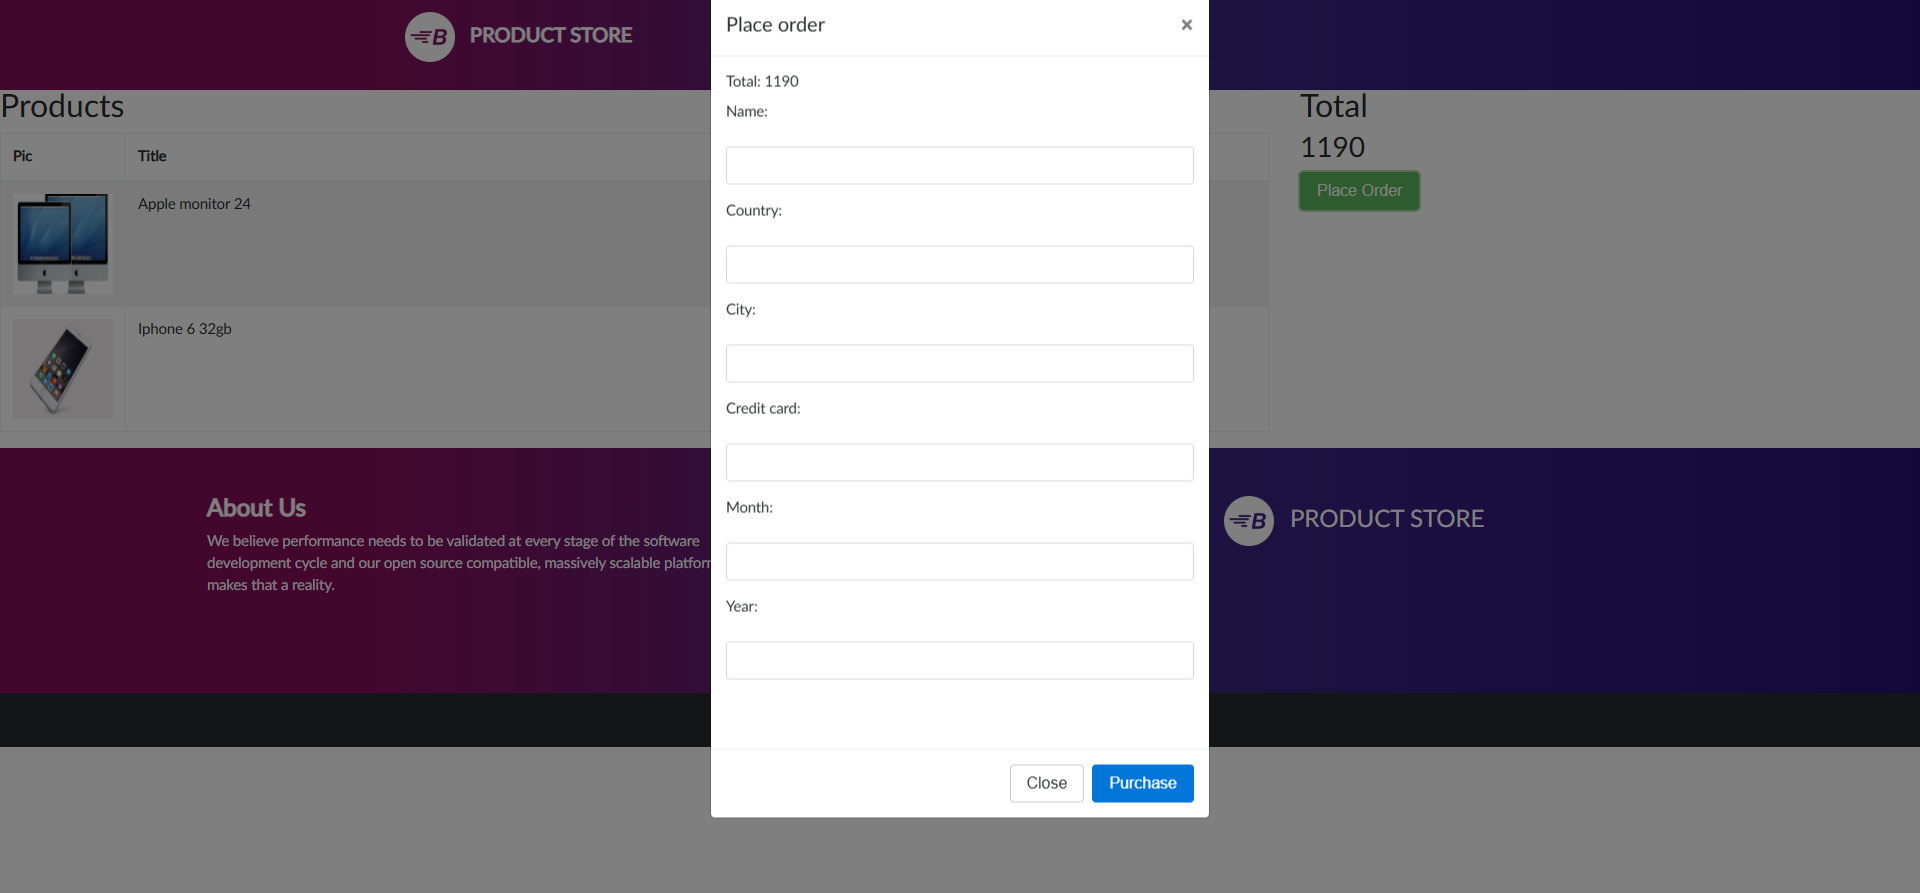 B PRODUCT STORE
Products
Pic Title
Apple monitor 24
Iphone 6 32gb
Place order ×
Total: 1190
Name:
Country:
City:
Credit card:
Month:
Year:
Close Purchase
Total
1190
Place Order
About Us
We believe performance needs to be validated at every stage of the software
development cycle and our open source compatible, massively scalable
makes that a reality.
B PRODUCT STORE